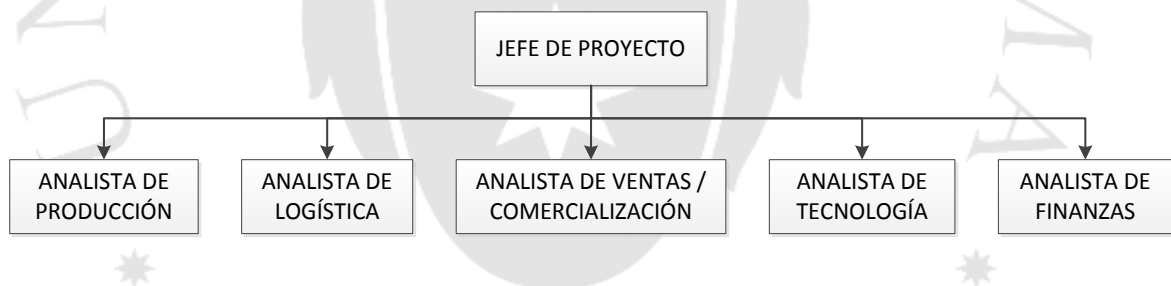 JEFE DE PROYECTO
ANALISTA DE
PRODUCCIÓN
ANALISTA DE
LOGÍSTICA
ANALISTA DE VENTAS /
COMERCIALIZACIÓN
ANALISTA DE
TECNOLOGÍA
ANALISTA DE
FINANZAS